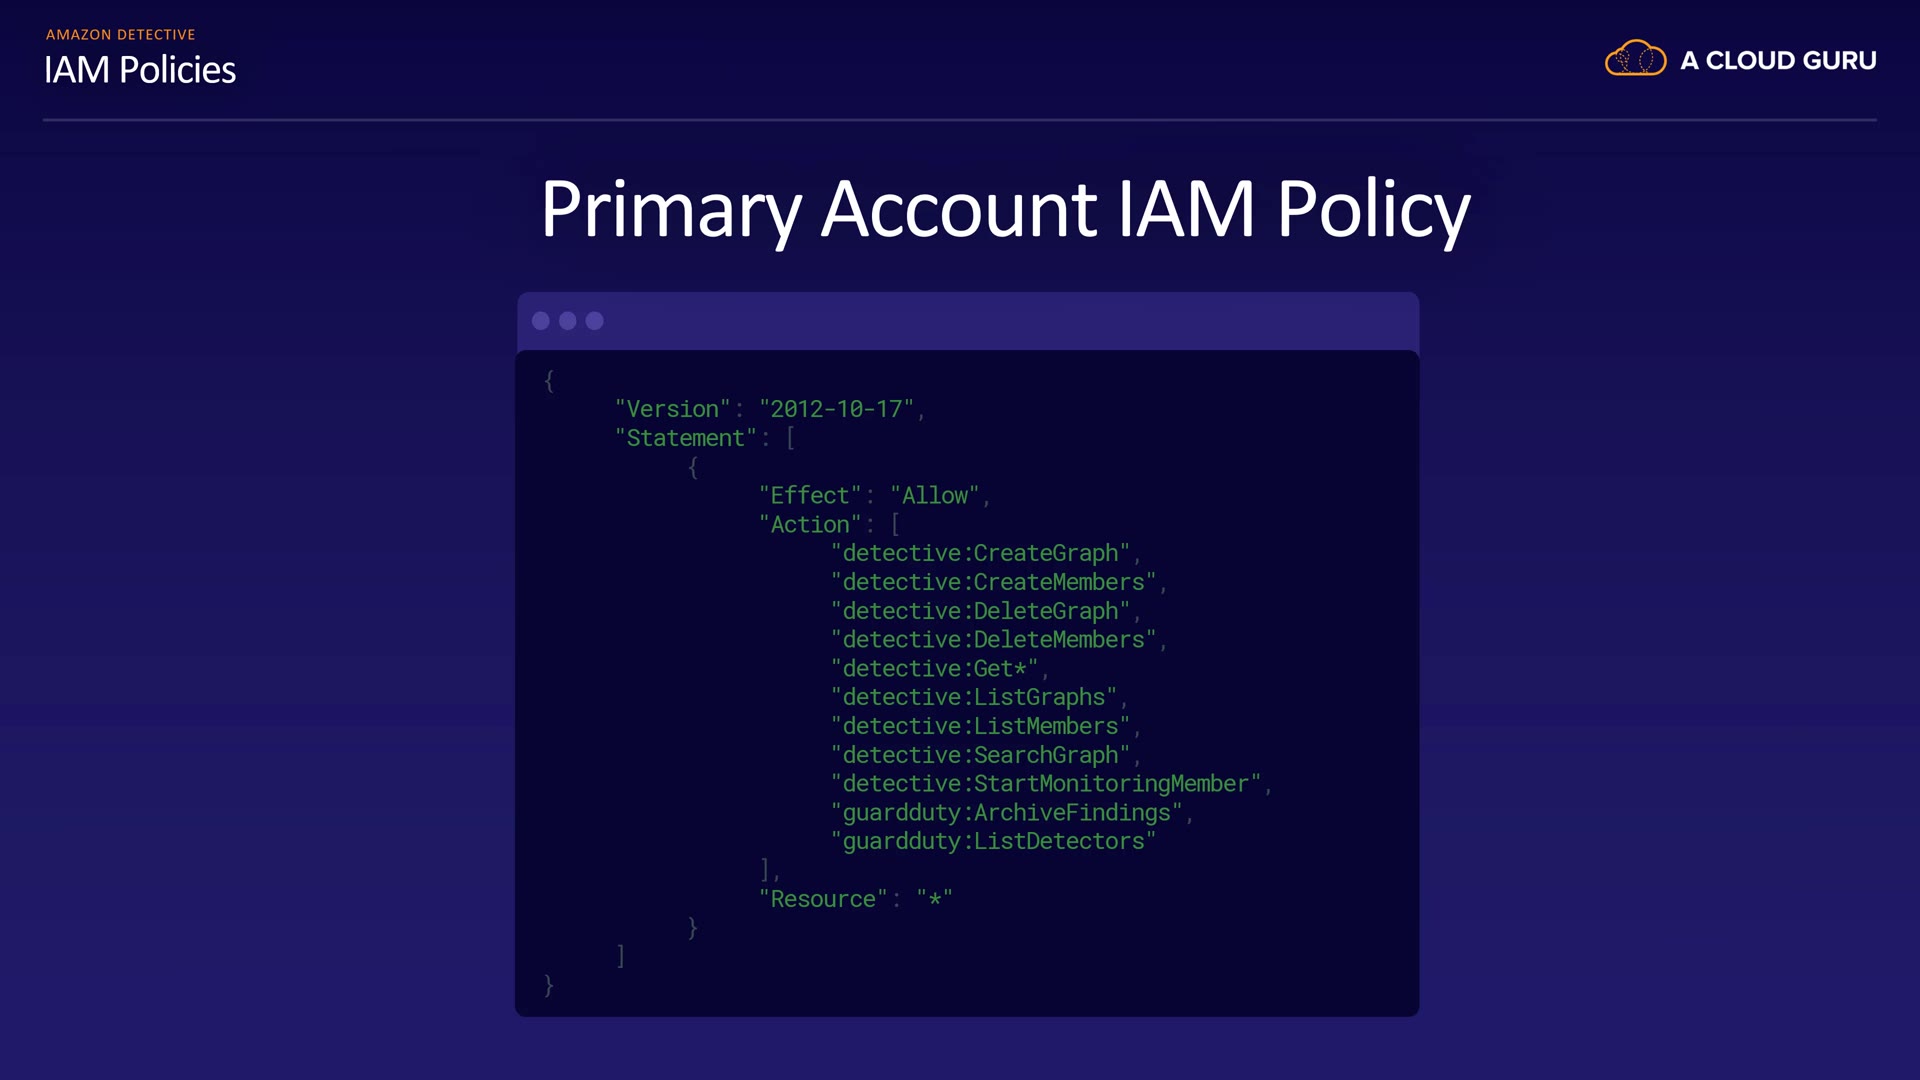 AMAZON DETECTIVE
IAM Policies
A CLOUD GURU
Primary Account IAM Policy
{
"Version": "2012-10-17",
"Statement": [
{
"Effect": "Allow",
"Action": [
"detective:CreateGraph",
"detective:CreateMembers",
"detective:DeleteGraph",
"detective:DeleteMembers",
"detective:Get*",
"detective:ListGraphs",
"detective:ListMembers",
"detective:SearchGraph",
"detective:StartMonitoringMember",
"guardduty:ArchiveFindings",
"guardduty:ListDetectors"
],
"Resource": "*"
}
]
}